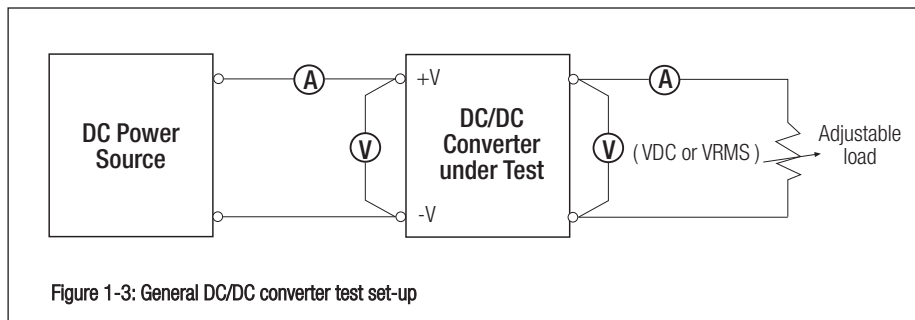 DC Power
Source
A
+V
V
-V
DC/DC
Converter
under Test
A
V
( VDC or VRMS )
Adjustable
load
Figure 1-3: General DC/DC converter test set-up